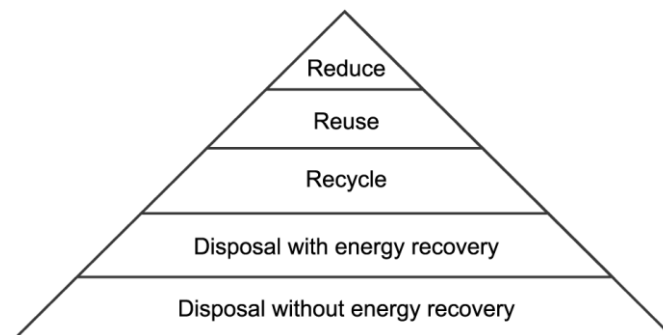 Reduce
Reuse
Recycle
Disposal with energy recovery
Disposal without energy recovery